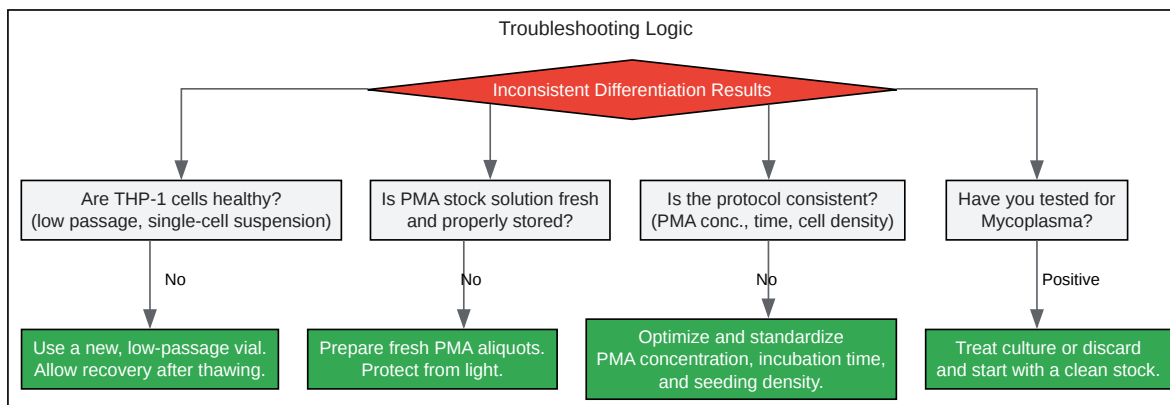 Troubleshooting Logic
Inconsistent Differentiation Results
Are THP-1 cells healthy?
(low passage, single-cell suspension)
Is PMA stock solution fresh
and properly stored?
Is the protocol consistent?
(PMA conc., time, cell density)
Have you tested for
Mycoplasma?
No
No
No
Positive
Use a new, low-passage vial.
Allow recovery after thawing.
Prepare fresh PMA aliquots.
Protect from light.
Optimize and standardize
PMA concentration, incubation time,
and seeding density.
Treat culture or discard
and start with a clean stock.